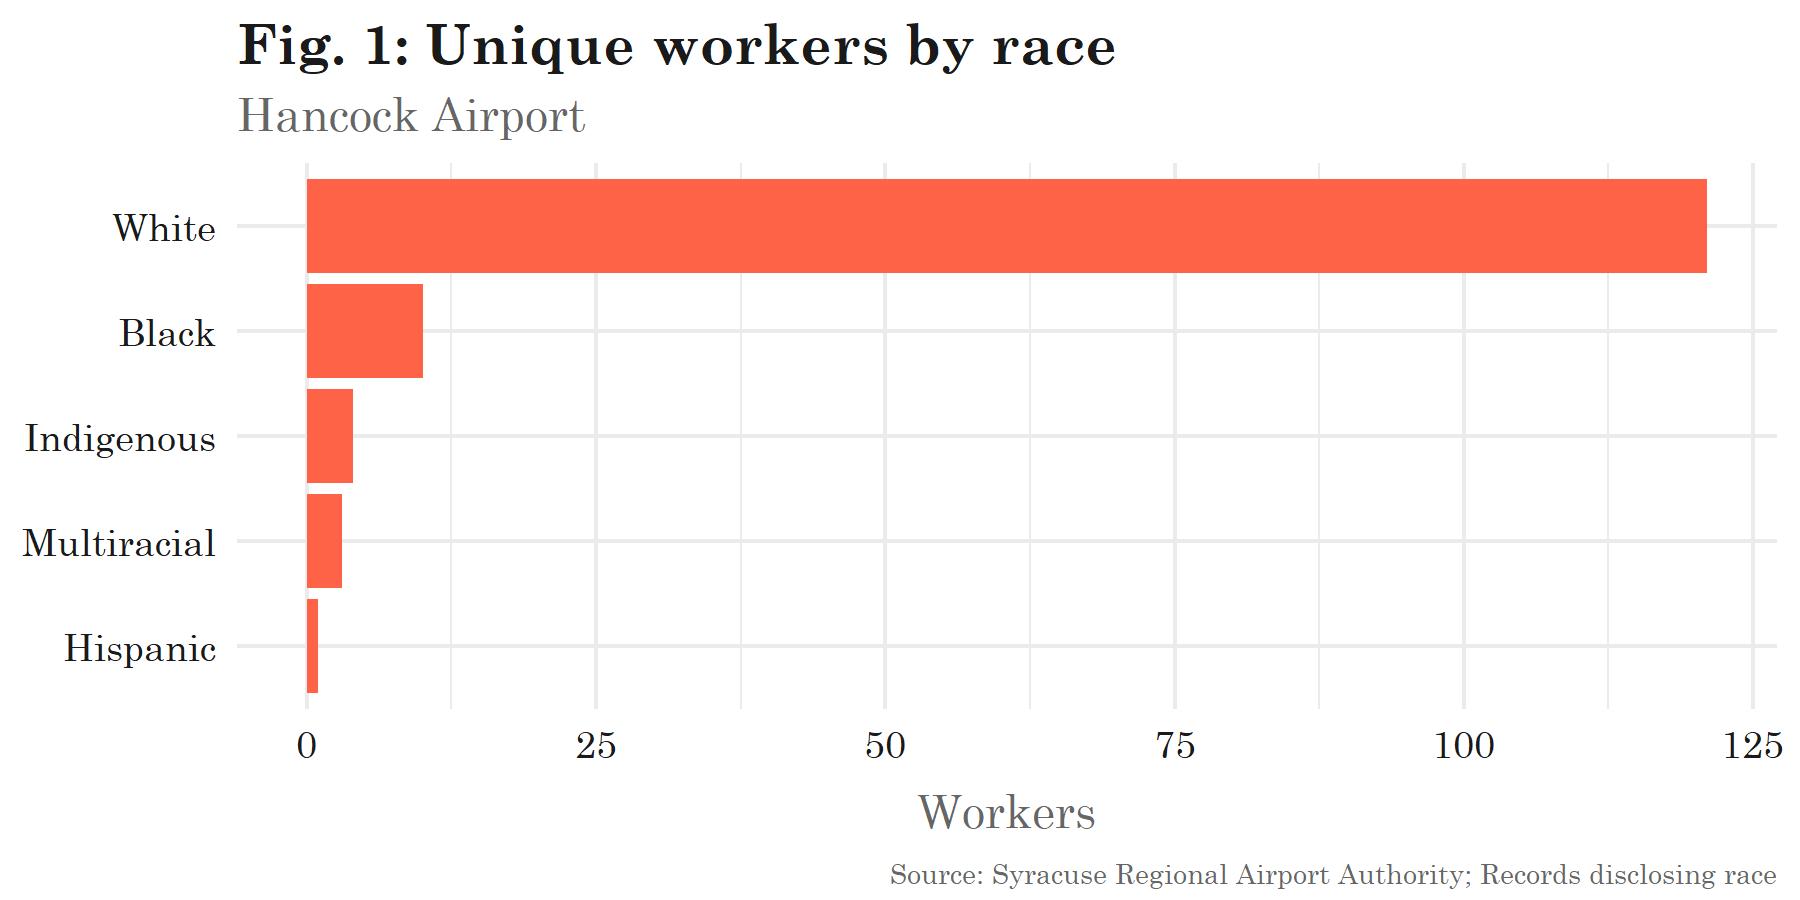 Fig. 1: Unique workers by race
Hancock Airport
White
Black
Indigenous
Multiracial
Hispanic
0 25 50 75 100 125
Workers
Source: Syracuse Regional Airport Authority; Records disclosing race